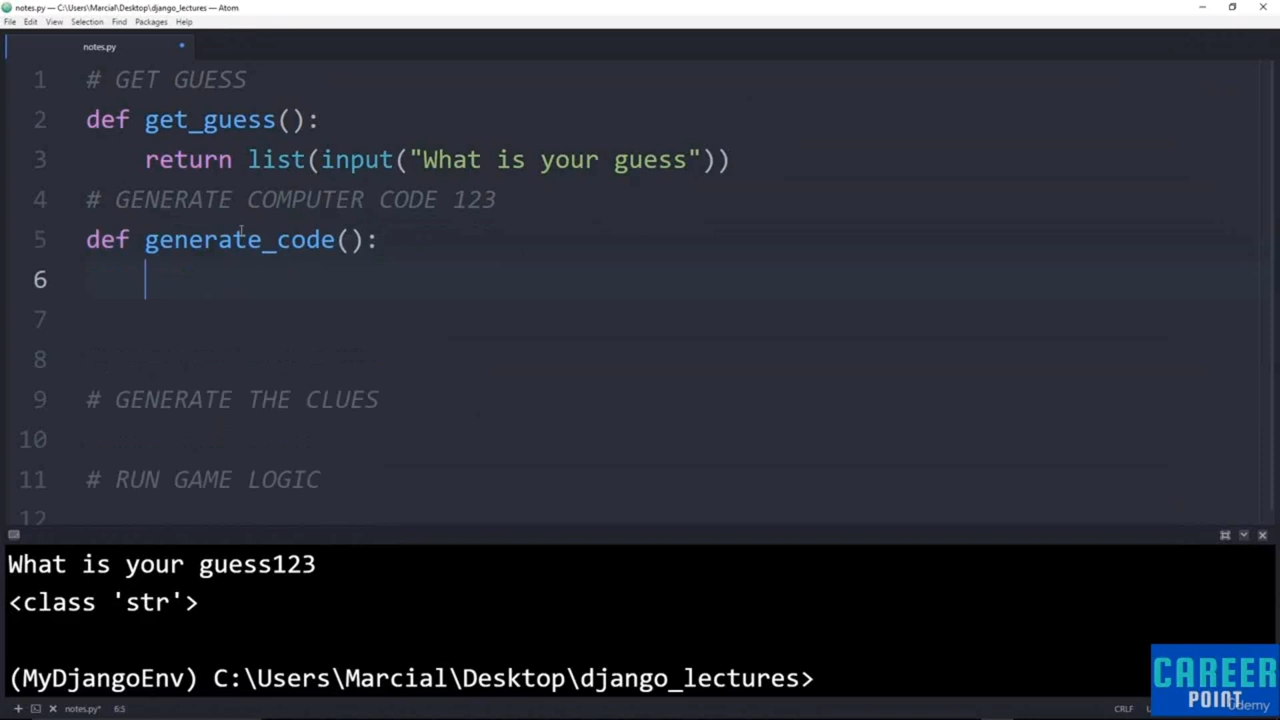 notes.py — C:\Users\Marcial\Desktop\django_lectures — Atom
File Edit View Selection Find Packages Help
notes.py
1 # GET GUESS
2 def get_guess():
3 return list(input("What is your guess"))
4 # GENERATE COMPUTER CODE 123
5 def generate_code():
6
7
8
9 # GENERATE THE CLUES
10
11 # RUN GAME LOGIC
12
What is your guess123
<class 'str'>
(MyDjangoEnv) C:\Users\Marcial\Desktop\django_lectures>
CAREER
POINT
Udemy
notes.py* 6:5 CRLF